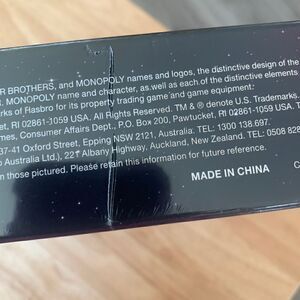 R BROTHERS, and MONOPOLY names and logos, the distinctive design of the
MONOPOLY name and character, as well as each of the distinctive elements
rks of Hasbro for its property trading game and game equipment.
et, RI 02861-1059 USA. All Rights Reserved. TM & ® denote U.S. Trademarks.
mes, Consumer Affairs Dept., P.O. Box 200, Pawtucket, RI 02861-1059 USA. TEL
37-41 Oxford Street, Epping NSW 2121, Australia. TEL: 1300 138 697.
o Australia Ltd.), 221 Albany Highway, Auckland, New Zealand. TEL: 0508 828
n those pictured. Please retain this information for future reference.
MADE IN CHINA